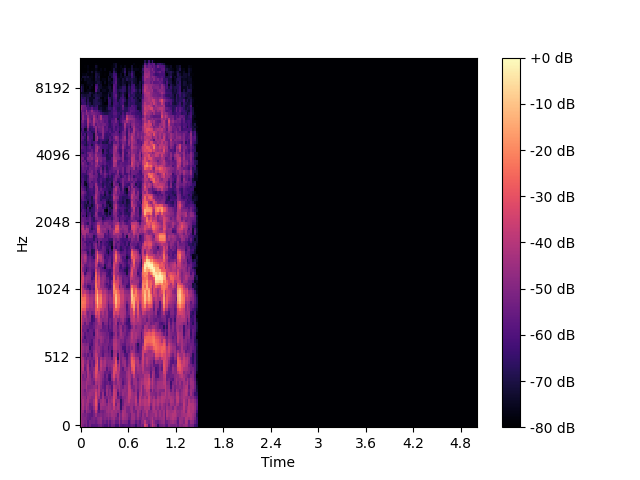 +0 dB
8192
-10 dB
4096
-20 dB
-30 dB
2048
Hz
-40 dB
1024
-50 dB
512
-60 dB
-70 dB
0
-80 dB
0 0.6 1.2 1.8 2.4 3 3.6 4.2 4.8
Time